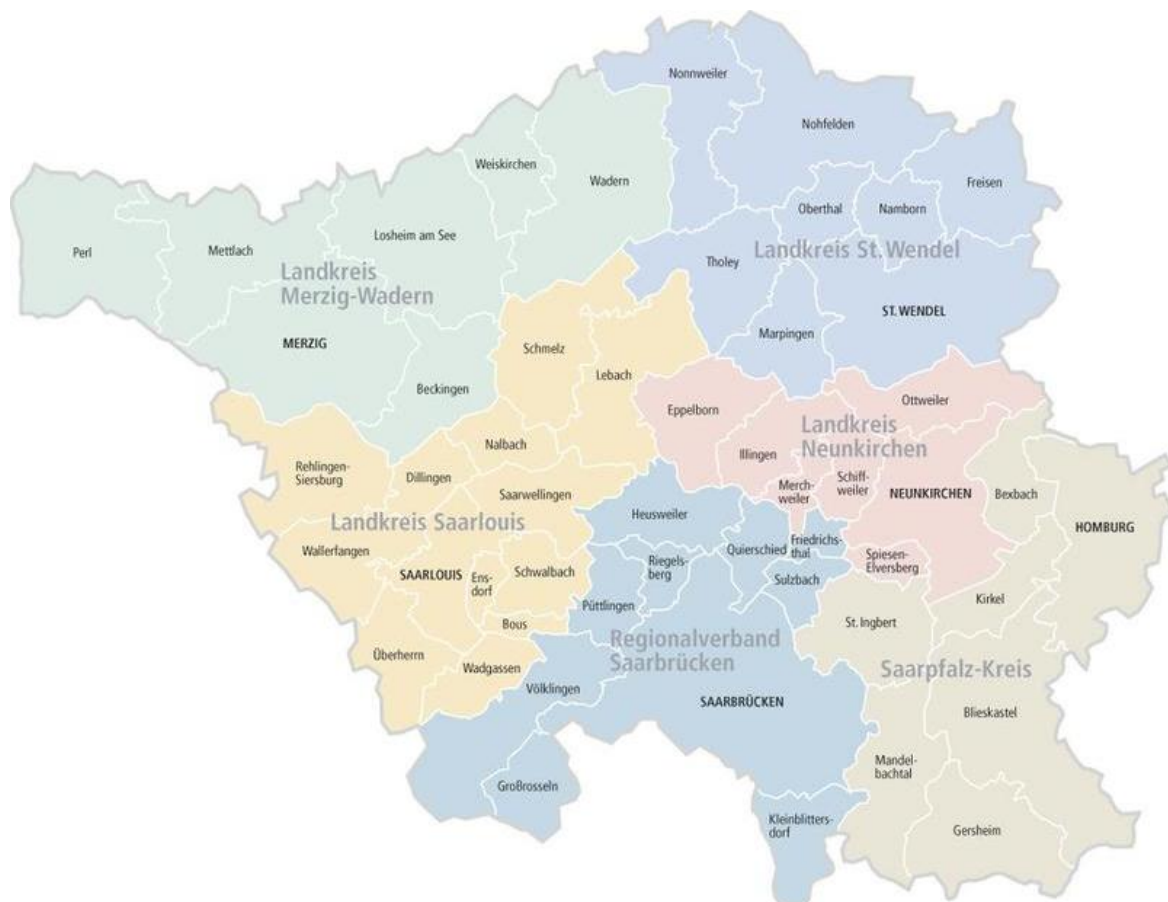 Nonnweiler
Nohfelden
Weiskirchen
Wadern
Freisen
Oberthal
Namborn
Perl
Mettlach
Losheim am See
Tholey
Landkreis St. Wendel
Landkreis
Merzig-Wadern
ST. WENDEL
MERZIG
Schmelz
Marpingen
Lebach
Beckingen
Eppelborn
Ottweiler
Landkreis
Neunkirchen
Nalbach
Illingen
Rehlingen-
Siersburg
Dillingen
Merch-
weiler
Schiff-
weiler
NEUNKIRCHEN
Bexbach
Saarwellingen
Landkreis Saarlouis
Heusweiler
HOMBURG
Wallerfangen
Quierschied
Friedrichs-
thal
Spiesen-
Elversberg
SAARLOUIS
Ens-
dorf
Schwalbach
Riegels-
berg
Sulzbach
Kirkel
Püttlingen
Bous
St. Ingbert
Regionalverband
Saarbrücken
Überherrn
Wadgassen
Saarpfalz-Kreis
Völklingen
SAARBRÜCKEN
Blieskastel
Mandel-
bachtal
Großrosseln
Kleinblitters-
dorf
Gersheim